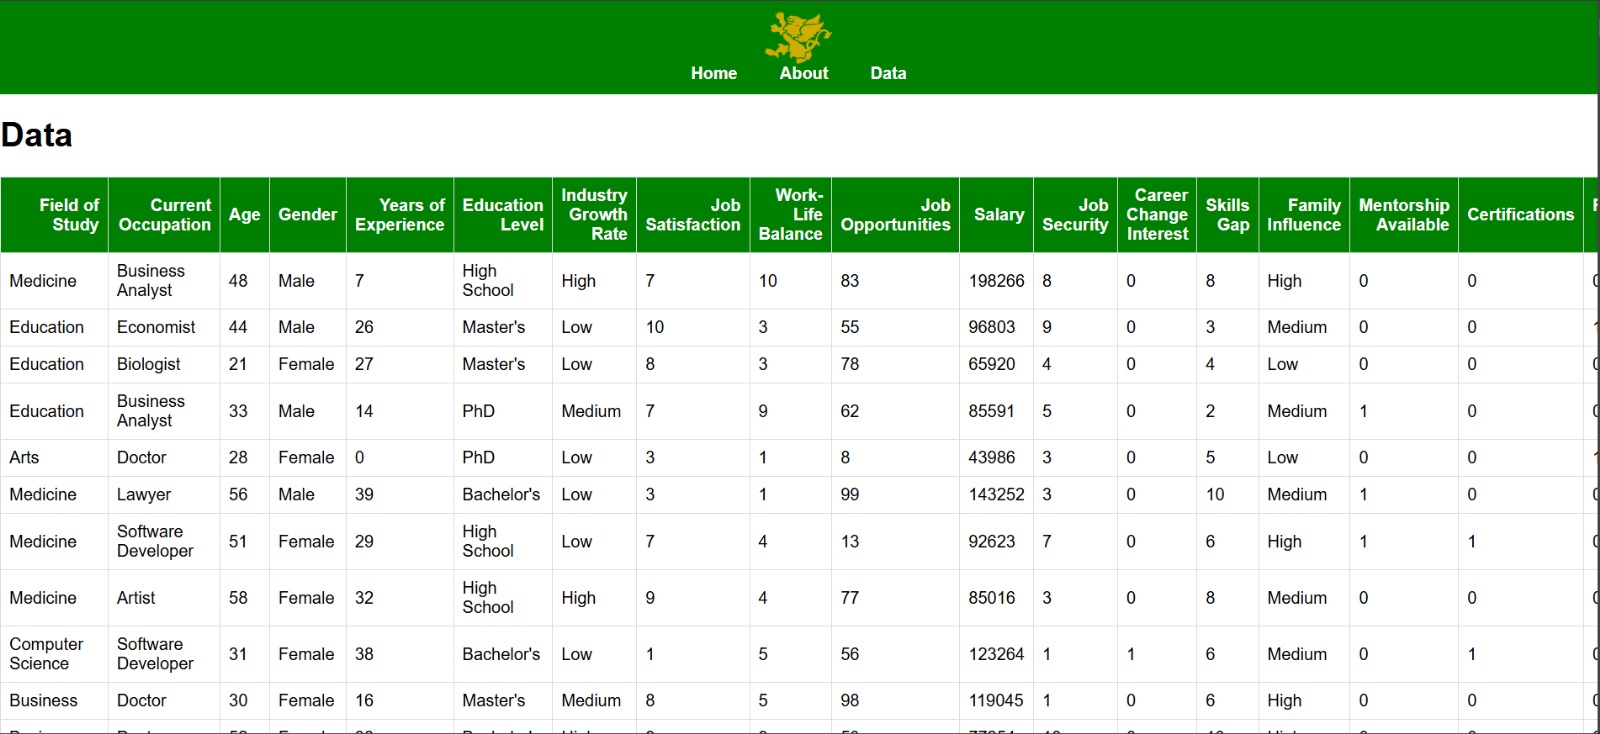 Home About Data
Data
Field of Study Current Occupation Age Gender Years of Experience Education Level Industry Growth Rate Job Satisfaction Work-Life Balance Job Opportunities Salary Job Security Career Change Interest Skills Gap Family Influence Mentorship Available Certifications
Medicine Business Analyst 48 Male 7 High School High 7 10 83 198266 8 0 8 High 0 0
Education Economist 44 Male 26 Master's Low 10 3 55 96803 9 0 3 Medium 0 0
Education Biologist 21 Female 27 Master's Low 8 3 78 65920 4 0 4 Low 0 0
Education Business Analyst 33 Male 14 PhD Medium 7 9 62 85591 5 0 2 Medium 1 0
Arts Doctor 28 Female 0 PhD Low 3 1 8 43986 3 0 5 Low 0 0
Medicine Lawyer 56 Male 39 Bachelor's Low 3 1 99 143252 3 0 10 Medium 1 0
Medicine Software Developer 51 Female 29 High School Low 7 4 13 92623 7 0 6 High 1 1
Medicine Artist 58 Female 32 High School High 9 4 77 85016 3 0 8 Medium 0 0
Computer Science Software Developer 31 Female 38 Bachelor's Low 1 5 56 123264 1 1 6 Medium 0 1
Business Doctor 30 Female 16 Master's Medium 8 5 98 119045 1 0 6 High 0 0